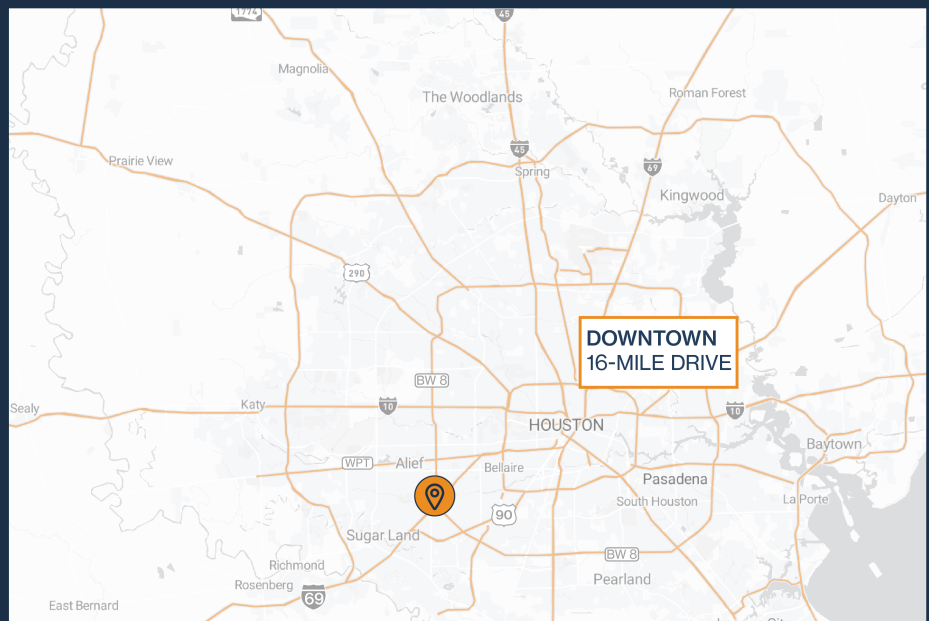 1774
45
Magnolia
The Woodlands
Roman Forest
45
Spring
69
Prairie View
Kingwood
Dayton
290
DOWNTOWN
16-MILE DRIVE
BW 8
Sealy
Katy
10
10
HOUSTON
Baytown
WPT
Alief
Bellaire
Pasadena
South Houston
La Porte
90
Sugar Land
BW 8
Richmond
Rosenberg
Pearland
69
East Bernard